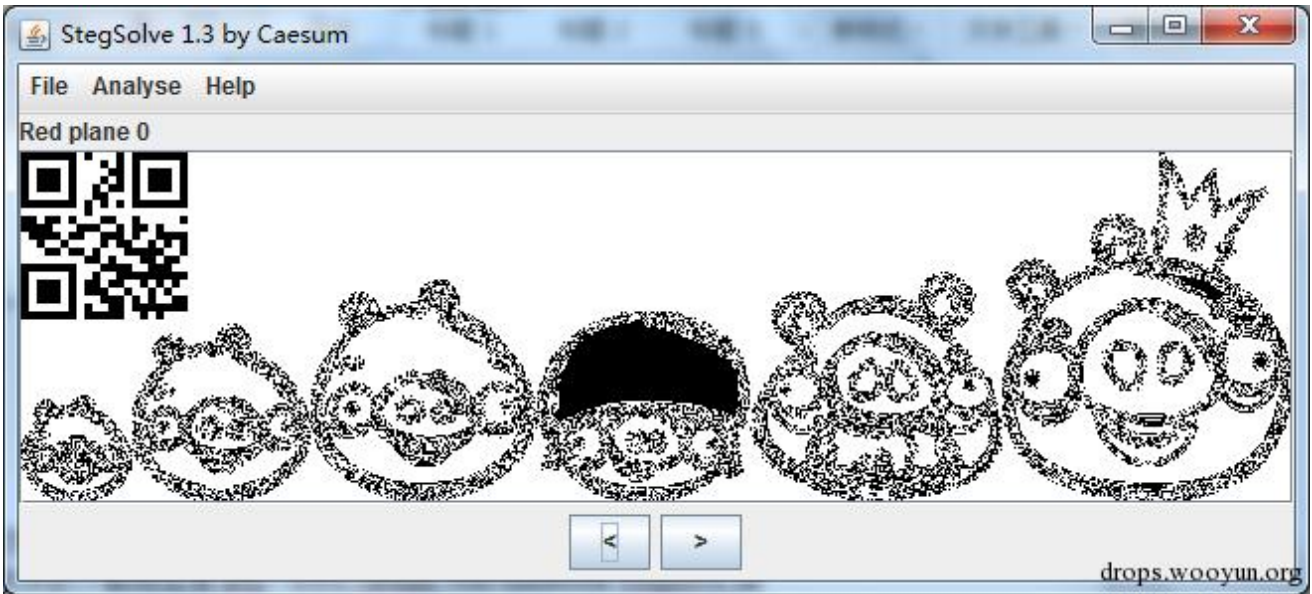 StegSolve 1.3 by Caesum
File Analyse Help
Red plane 0
< >
drops.wooyun.org